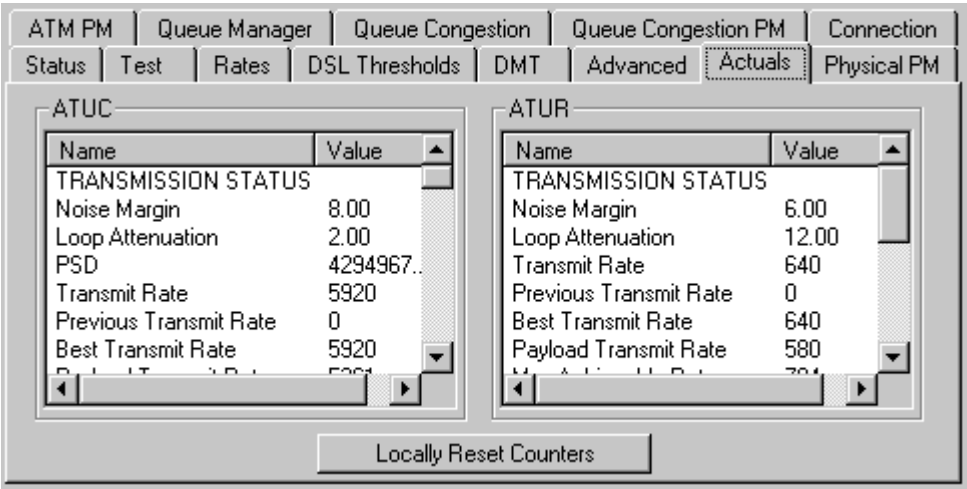 ATM PM Queue Manager Queue Congestion Queue Congestion PM Connection
Status Test Rates DSL Thresholds DMT Advanced Actuals Physical PM
ATUC
Name Value
TRANSMISSION STATUS
Noise Margin 8.00
Loop Attenuation 2.00
PSD 4294967..
Transmit Rate 5920
Previous Transmit Rate 0
Best Transmit Rate 5920
ATUR
Name Value
TRANSMISSION STATUS
Noise Margin 6.00
Loop Attenuation 12.00
Transmit Rate 640
Previous Transmit Rate 0
Best Transmit Rate 640
Payload Transmit Rate 580
Locally Reset Counters